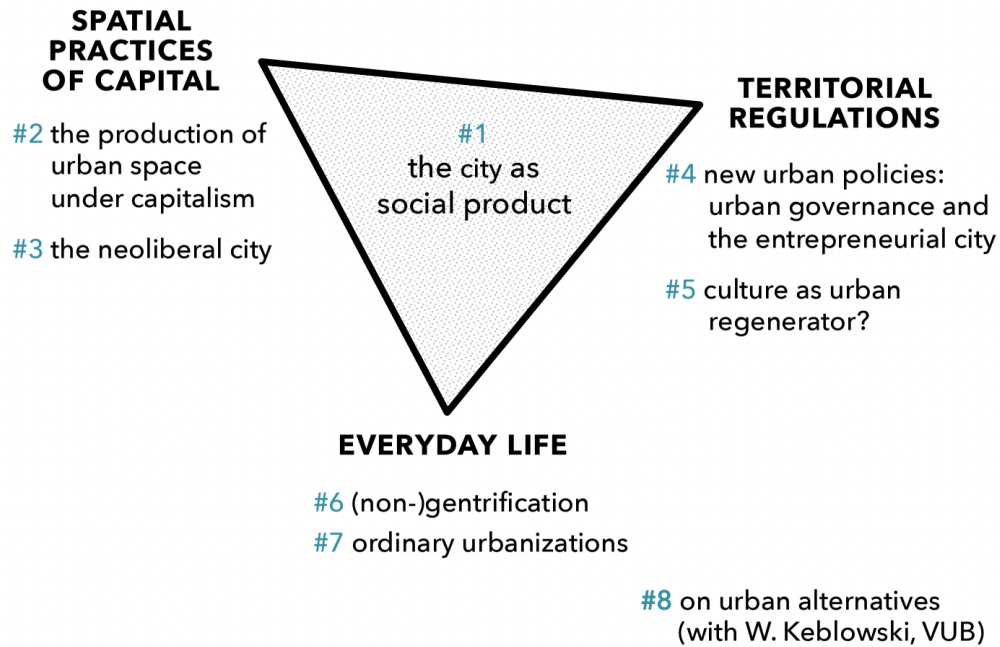 SPATIAL
PRACTICES
OF CAPITAL
#2 the production of
urban space
under capitalism
#3 the neoliberal city
#1
the city as
social product
TERRITORIAL
REGULATIONS
#4 new urban policies:
urban governance and
the entrepreneurial city
#5 culture as urban
regenerator?
EVERYDAY LIFE
#6 (non-)gentrification
#7 ordinary urbanizations
#8 on urban alternatives
(with W. Keblowski, VUB)